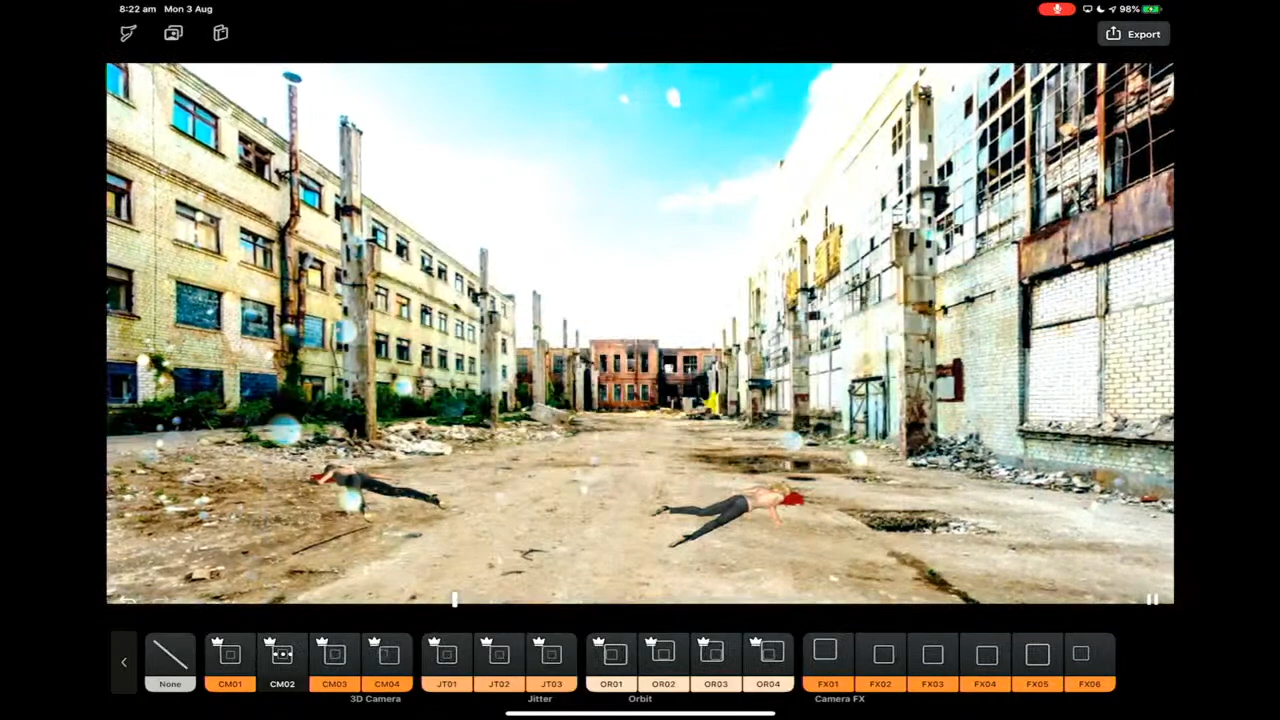 8:22 am Mon 3 Aug
98%
Export
None
CM01 CM02 CM03 CM04
JT01 JT02 JT03
OR01 OR02 OR03 OR04
FX01 FX02 FX03 FX04 FX05 FX06
3D Camera
Jitter
Orbit
Camera FX